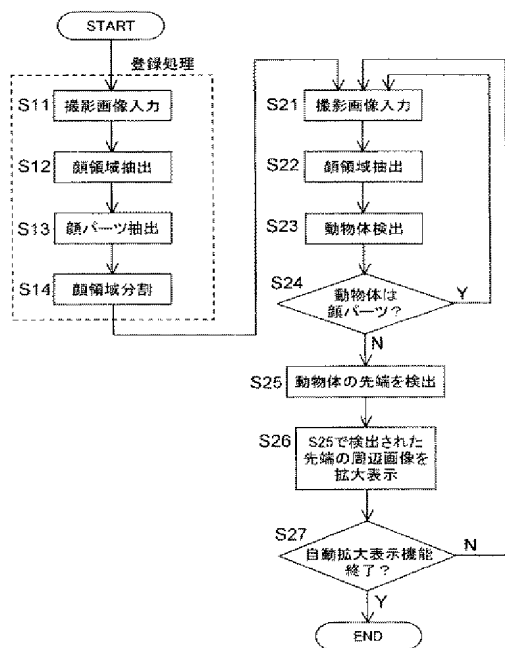 START
登録処理
S11
撮影画像入力
S12
顔領域抽出
S13
顔パーツ抽出
S14
顔領域分割
S21
撮影画像入力
S22
顔領域抽出
S23
動物体検出
S24
動物体は
顔パーツ?
Y
N
S25
動物体の先端を検出
S26
S25で検出された
先端の周辺画像を
拡大表示
S27
自動拡大表示機能
終了?
N
Y
END